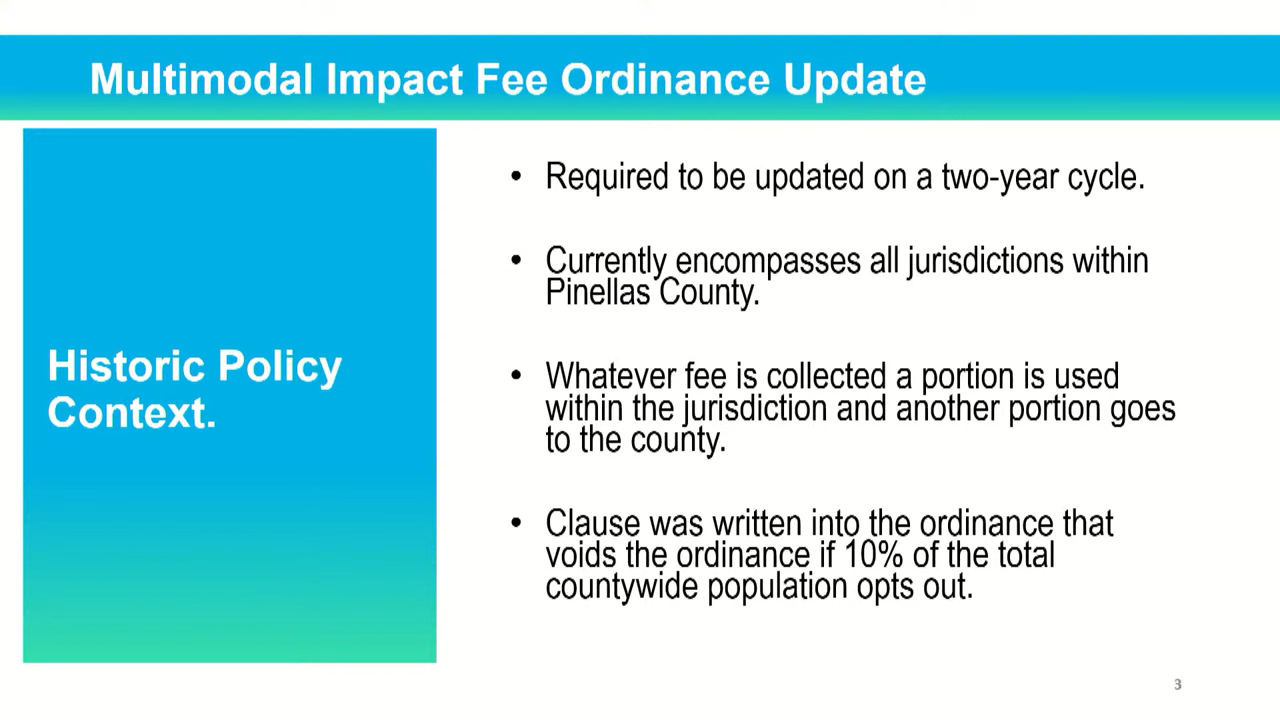 Multimodal Impact Fee Ordinance Update
Historic Policy
Context.
• Required to be updated on a two-year cycle.
• Currently encompasses all jurisdictions within
Pinellas County.
• Whatever fee is collected a portion is used
within the jurisdiction and another portion goes
to the county.
• Clause was written into the ordinance that
voids the ordinance if 10% of the total
countywide population opts out.
3